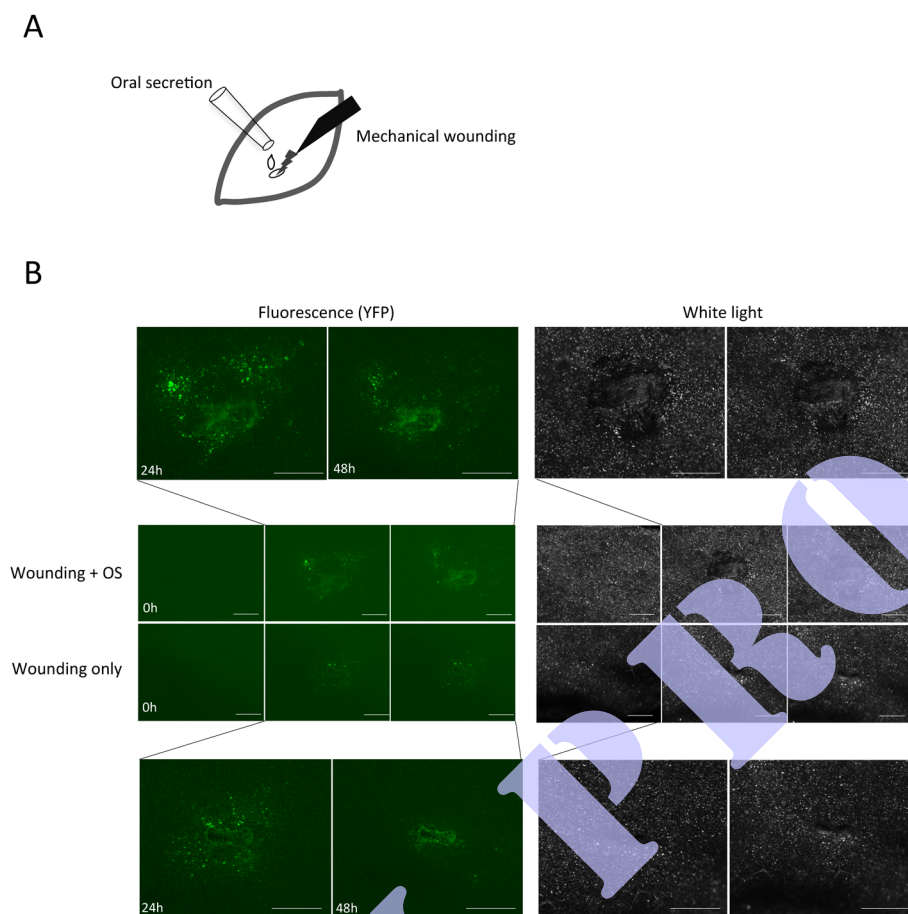 A
Oral secretion
Mechanical wounding
B
Fluorescence (YFP)
White light
24h
48h
Wounding + OS
0h
Wounding only
0h
24h
48h